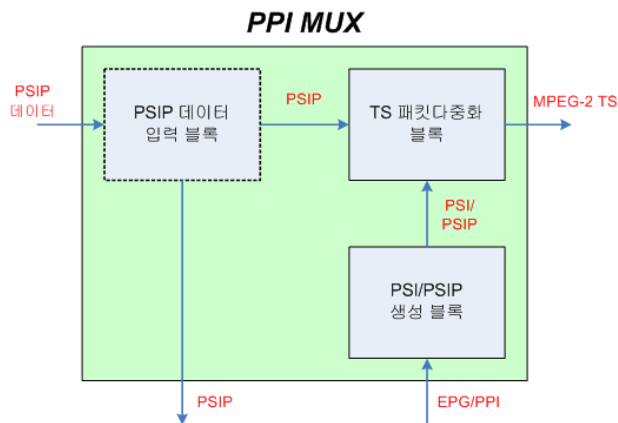 PPI MUX
PSIP
데이터
PSIP 데이터
입력 블록
PSIP
TS 패킷다중화
블록
MPEG-2 TS
PSI/
PSIP
PSI/PSIP
생성 블록
PSIP
EPG/PPI